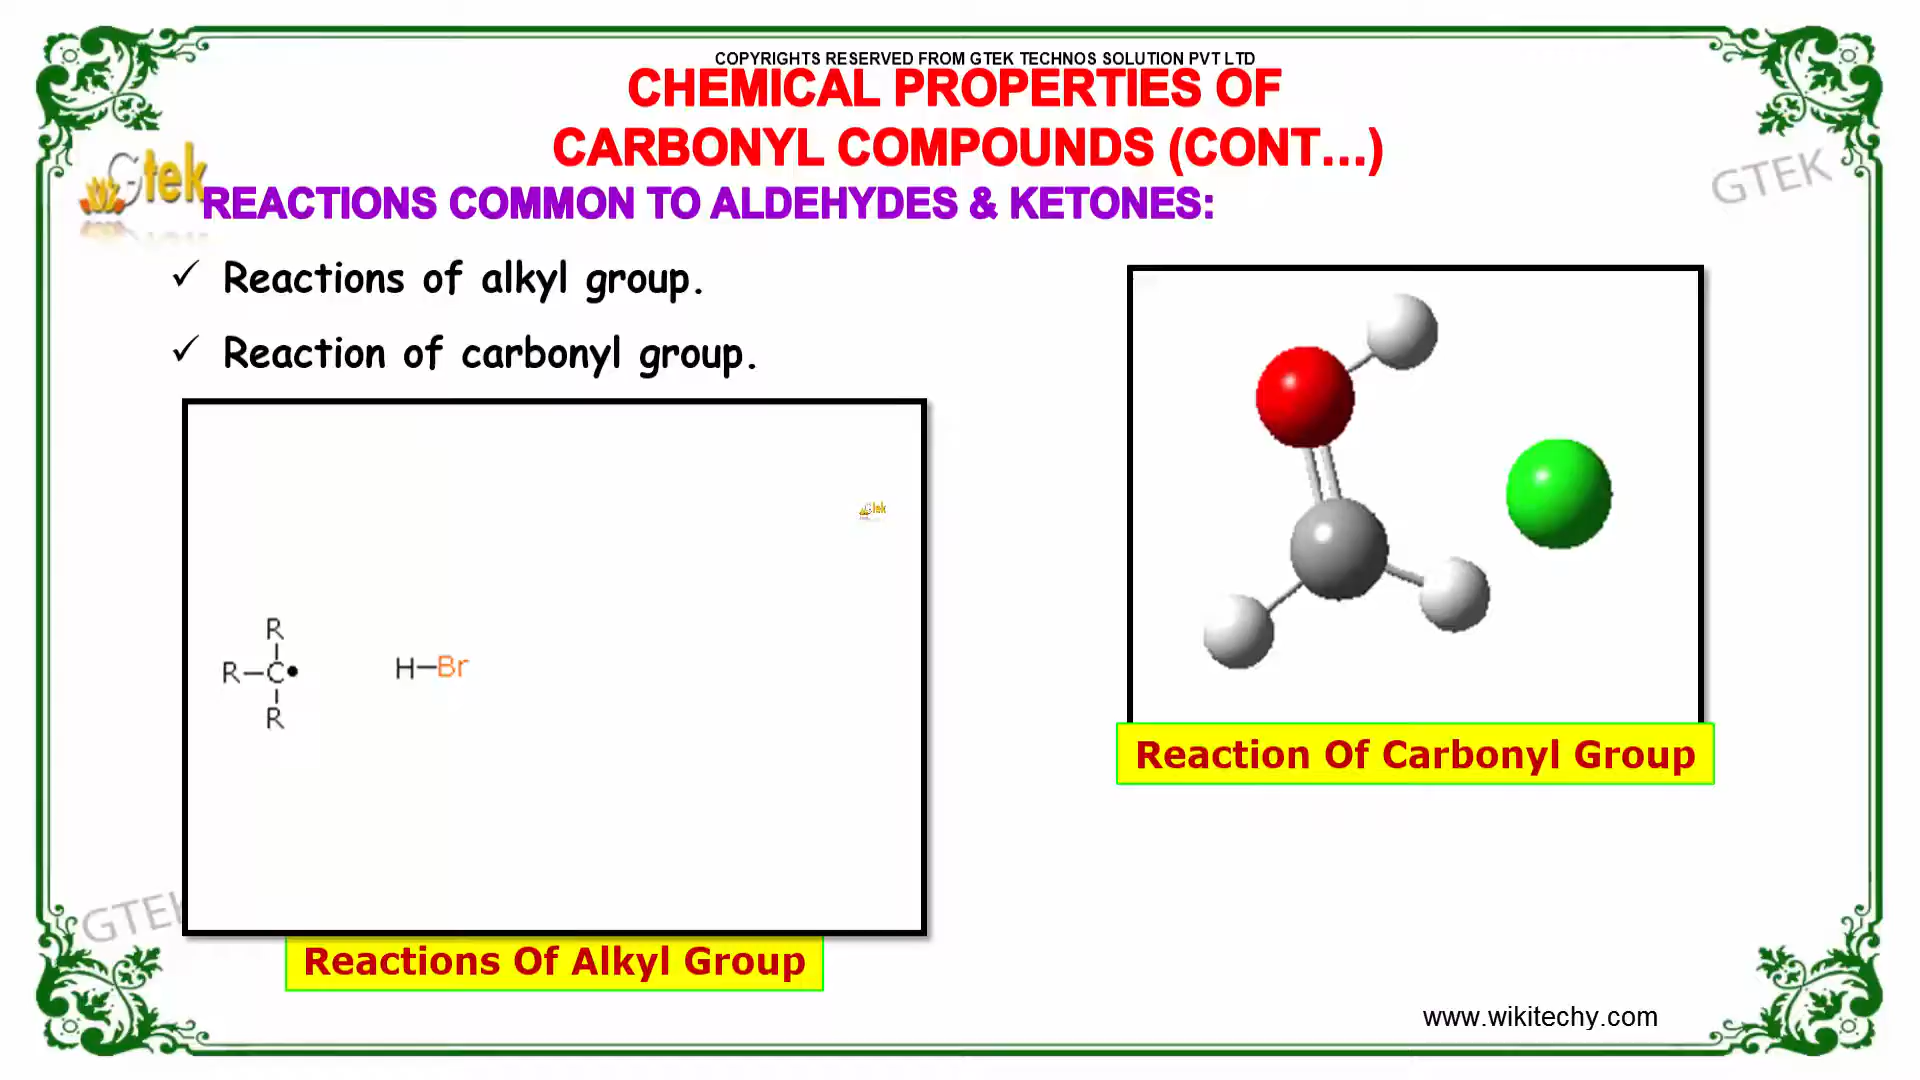 COPYRIGHTS RESERVED FROM GTEK TECHNOS SOLUTION PVT LTD
CHEMICAL PROPERTIES OF
CARBONYL COMPOUNDS (CONT...)
Gtek
GTEK
REACTIONS COMMON TO ALDEHYDES & KETONES:
✓ Reactions of alkyl group.
✓ Reaction of carbonyl group.
Gtek
R
R—C•
R
H—Br
Reaction Of Carbonyl Group
GTEK
Reactions Of Alkyl Group
www.wikitechy.com